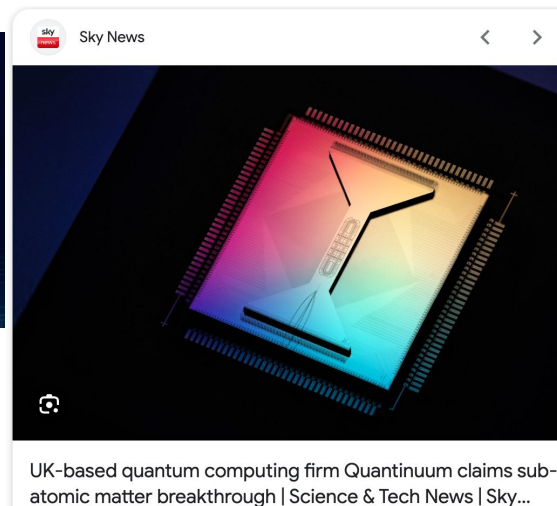 sky
news
Sky News
UK-based quantum computing firm Quantinuum claims sub-
atomic matter breakthrough | Science & Tech News | Sky...